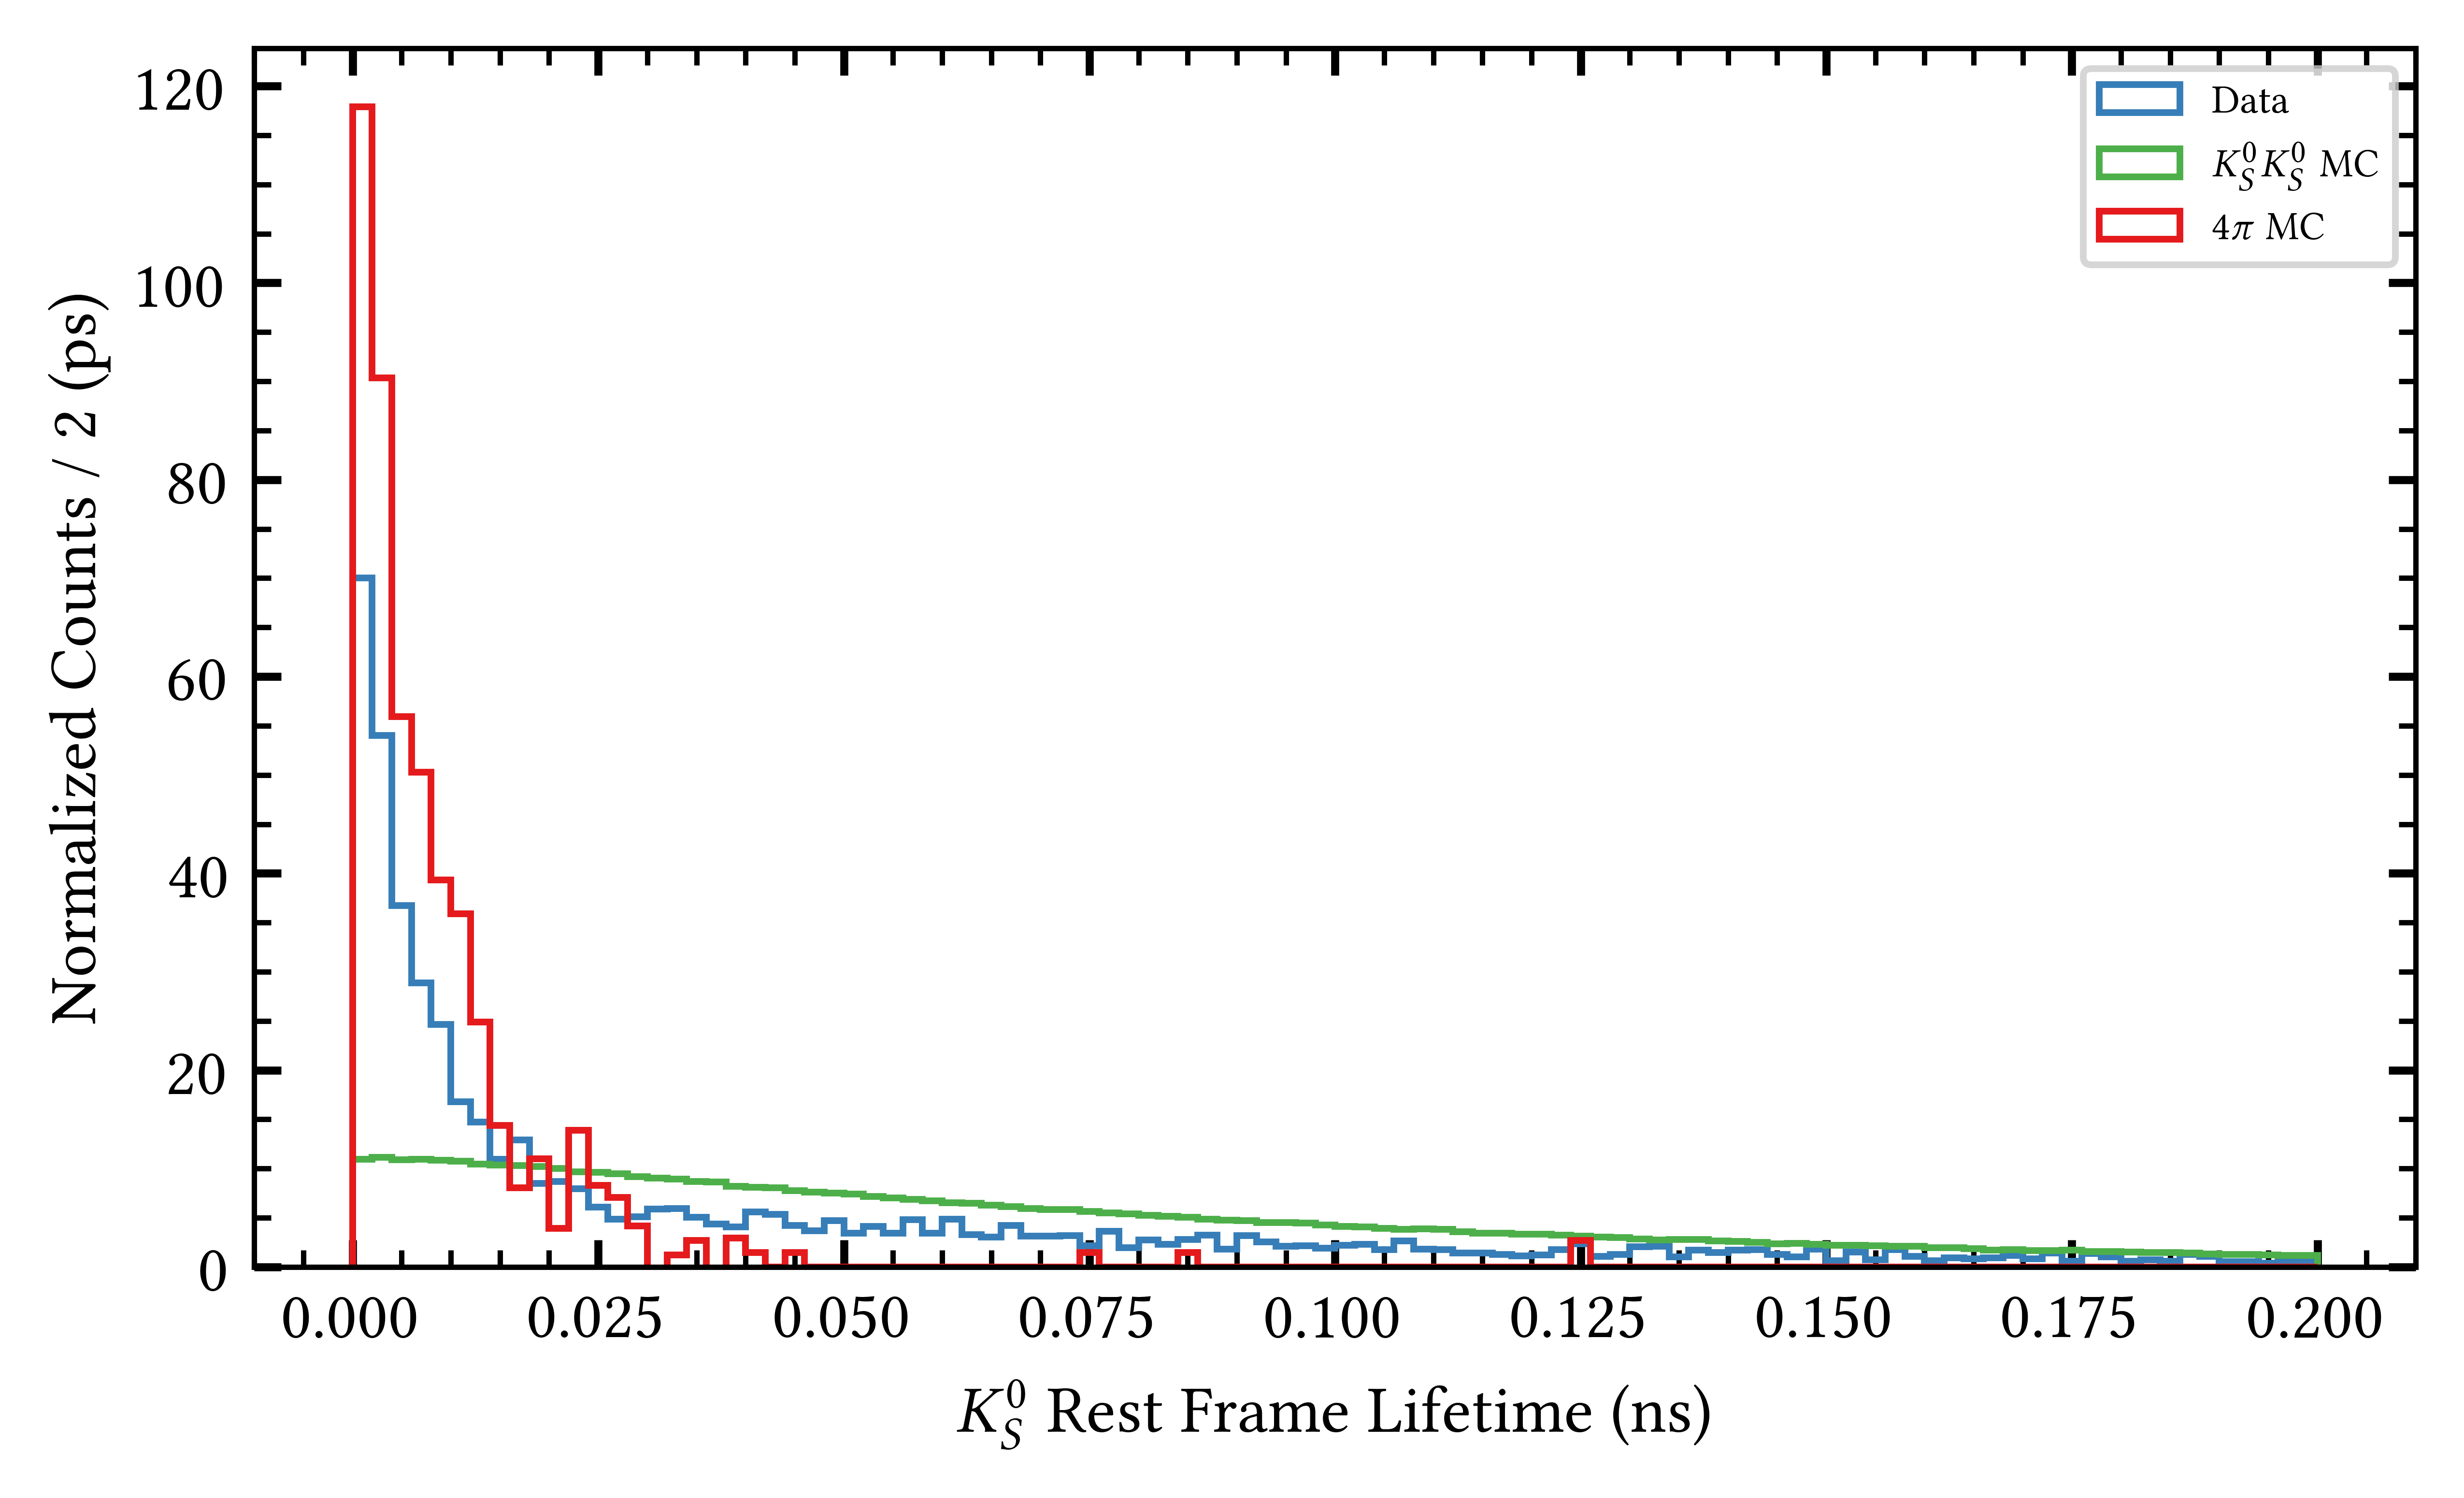 Normalized Counts / 2 (ps)
120
100
80
60
40
20
0
0.000 0.025 0.050 0.075 0.100 0.125 0.150 0.175 0.200
$K_S^0$ Rest Frame Lifetime (ns)
Data
$K_S^0 K_S^0$ MC
4π MC